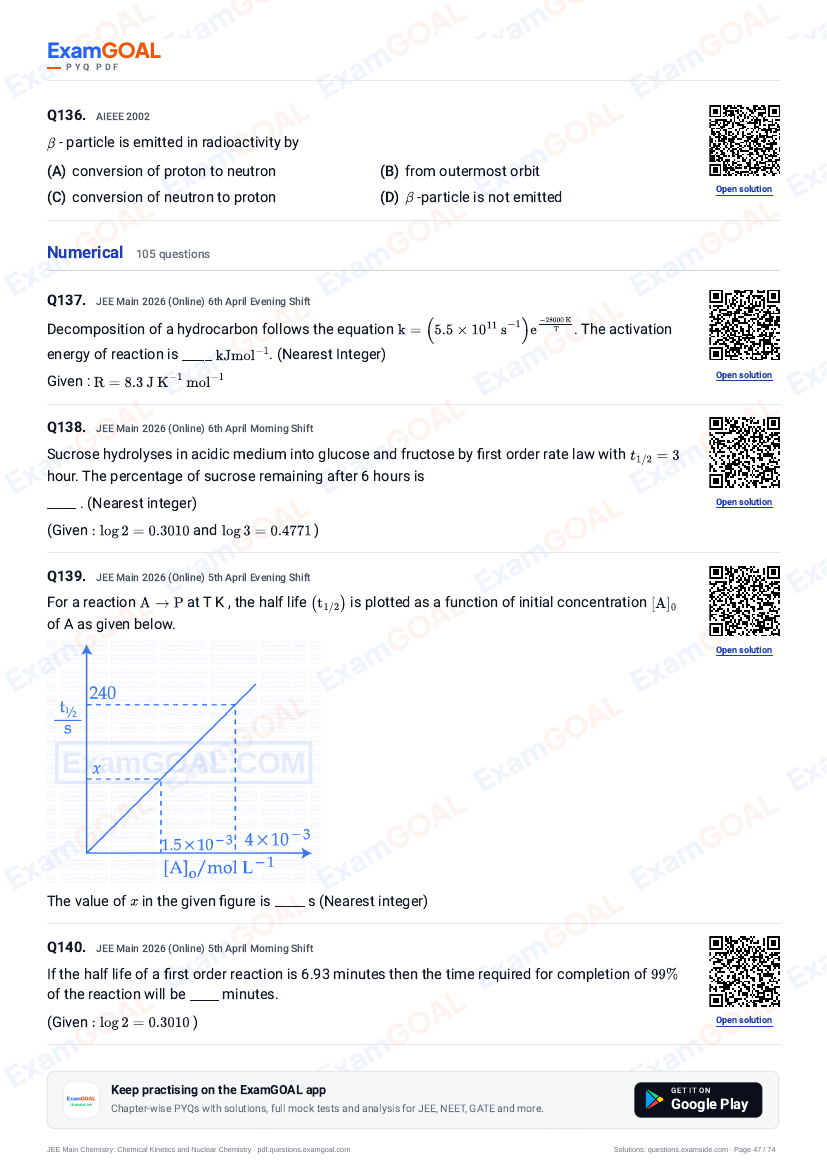 ExamGOAL
PYQ PDF
Q136. AIEEE 2002
β - particle is emitted in radioactivity by
(A) conversion of proton to neutron (B) from outermost orbit
(C) conversion of neutron to proton (D) β -particle is not emitted
Open solution
Numerical 105 questions
Q137. JEE Main 2026 (Online) 6th April Evening Shift
Decomposition of a hydrocarbon follows the equation k = (5.5 × 10¹¹ s⁻¹) e^(−28000 K / T). The activation
energy of reaction is ____ kJmol⁻¹. (Nearest Integer)
Given : R = 8.3 J K⁻¹ mol⁻¹
Open solution
Q138. JEE Main 2026 (Online) 6th April Morning Shift
Sucrose hydrolyses in acidic medium into glucose and fructose by first order rate law with t₁/₂ = 3
hour. The percentage of sucrose remaining after 6 hours is
____ . (Nearest integer)
(Given : log 2 = 0.3010 and log 3 = 0.4771)
Open solution
Q139. JEE Main 2026 (Online) 5th April Evening Shift
For a reaction A → P at T K , the half life (t₁/₂) is plotted as a function of initial concentration [A]₀
of A as given below.
Open solution
240
t½/s
x
ExamGOAL.COM
1.5×10⁻³ 4×10⁻³
[A]₀/mol L⁻¹
The value of x in the given figure is ____ s (Nearest integer)
Q140. JEE Main 2026 (Online) 5th April Morning Shift
If the half life of a first order reaction is 6.93 minutes then the time required for completion of 99%
of the reaction will be ____ minutes.
(Given : log 2 = 0.3010 )
Open solution
Keep practising on the ExamGOAL app
Chapter-wise PYQs with solutions, full mock tests and analysis for JEE, NEET, GATE and more.
GET IT ON
Google Play
JEE Main Chemistry: Chemical Kinetics and Nuclear Chemistry · pdf.questions.examgoal.com Solutions: questions.examside.com · Page 47 / 74